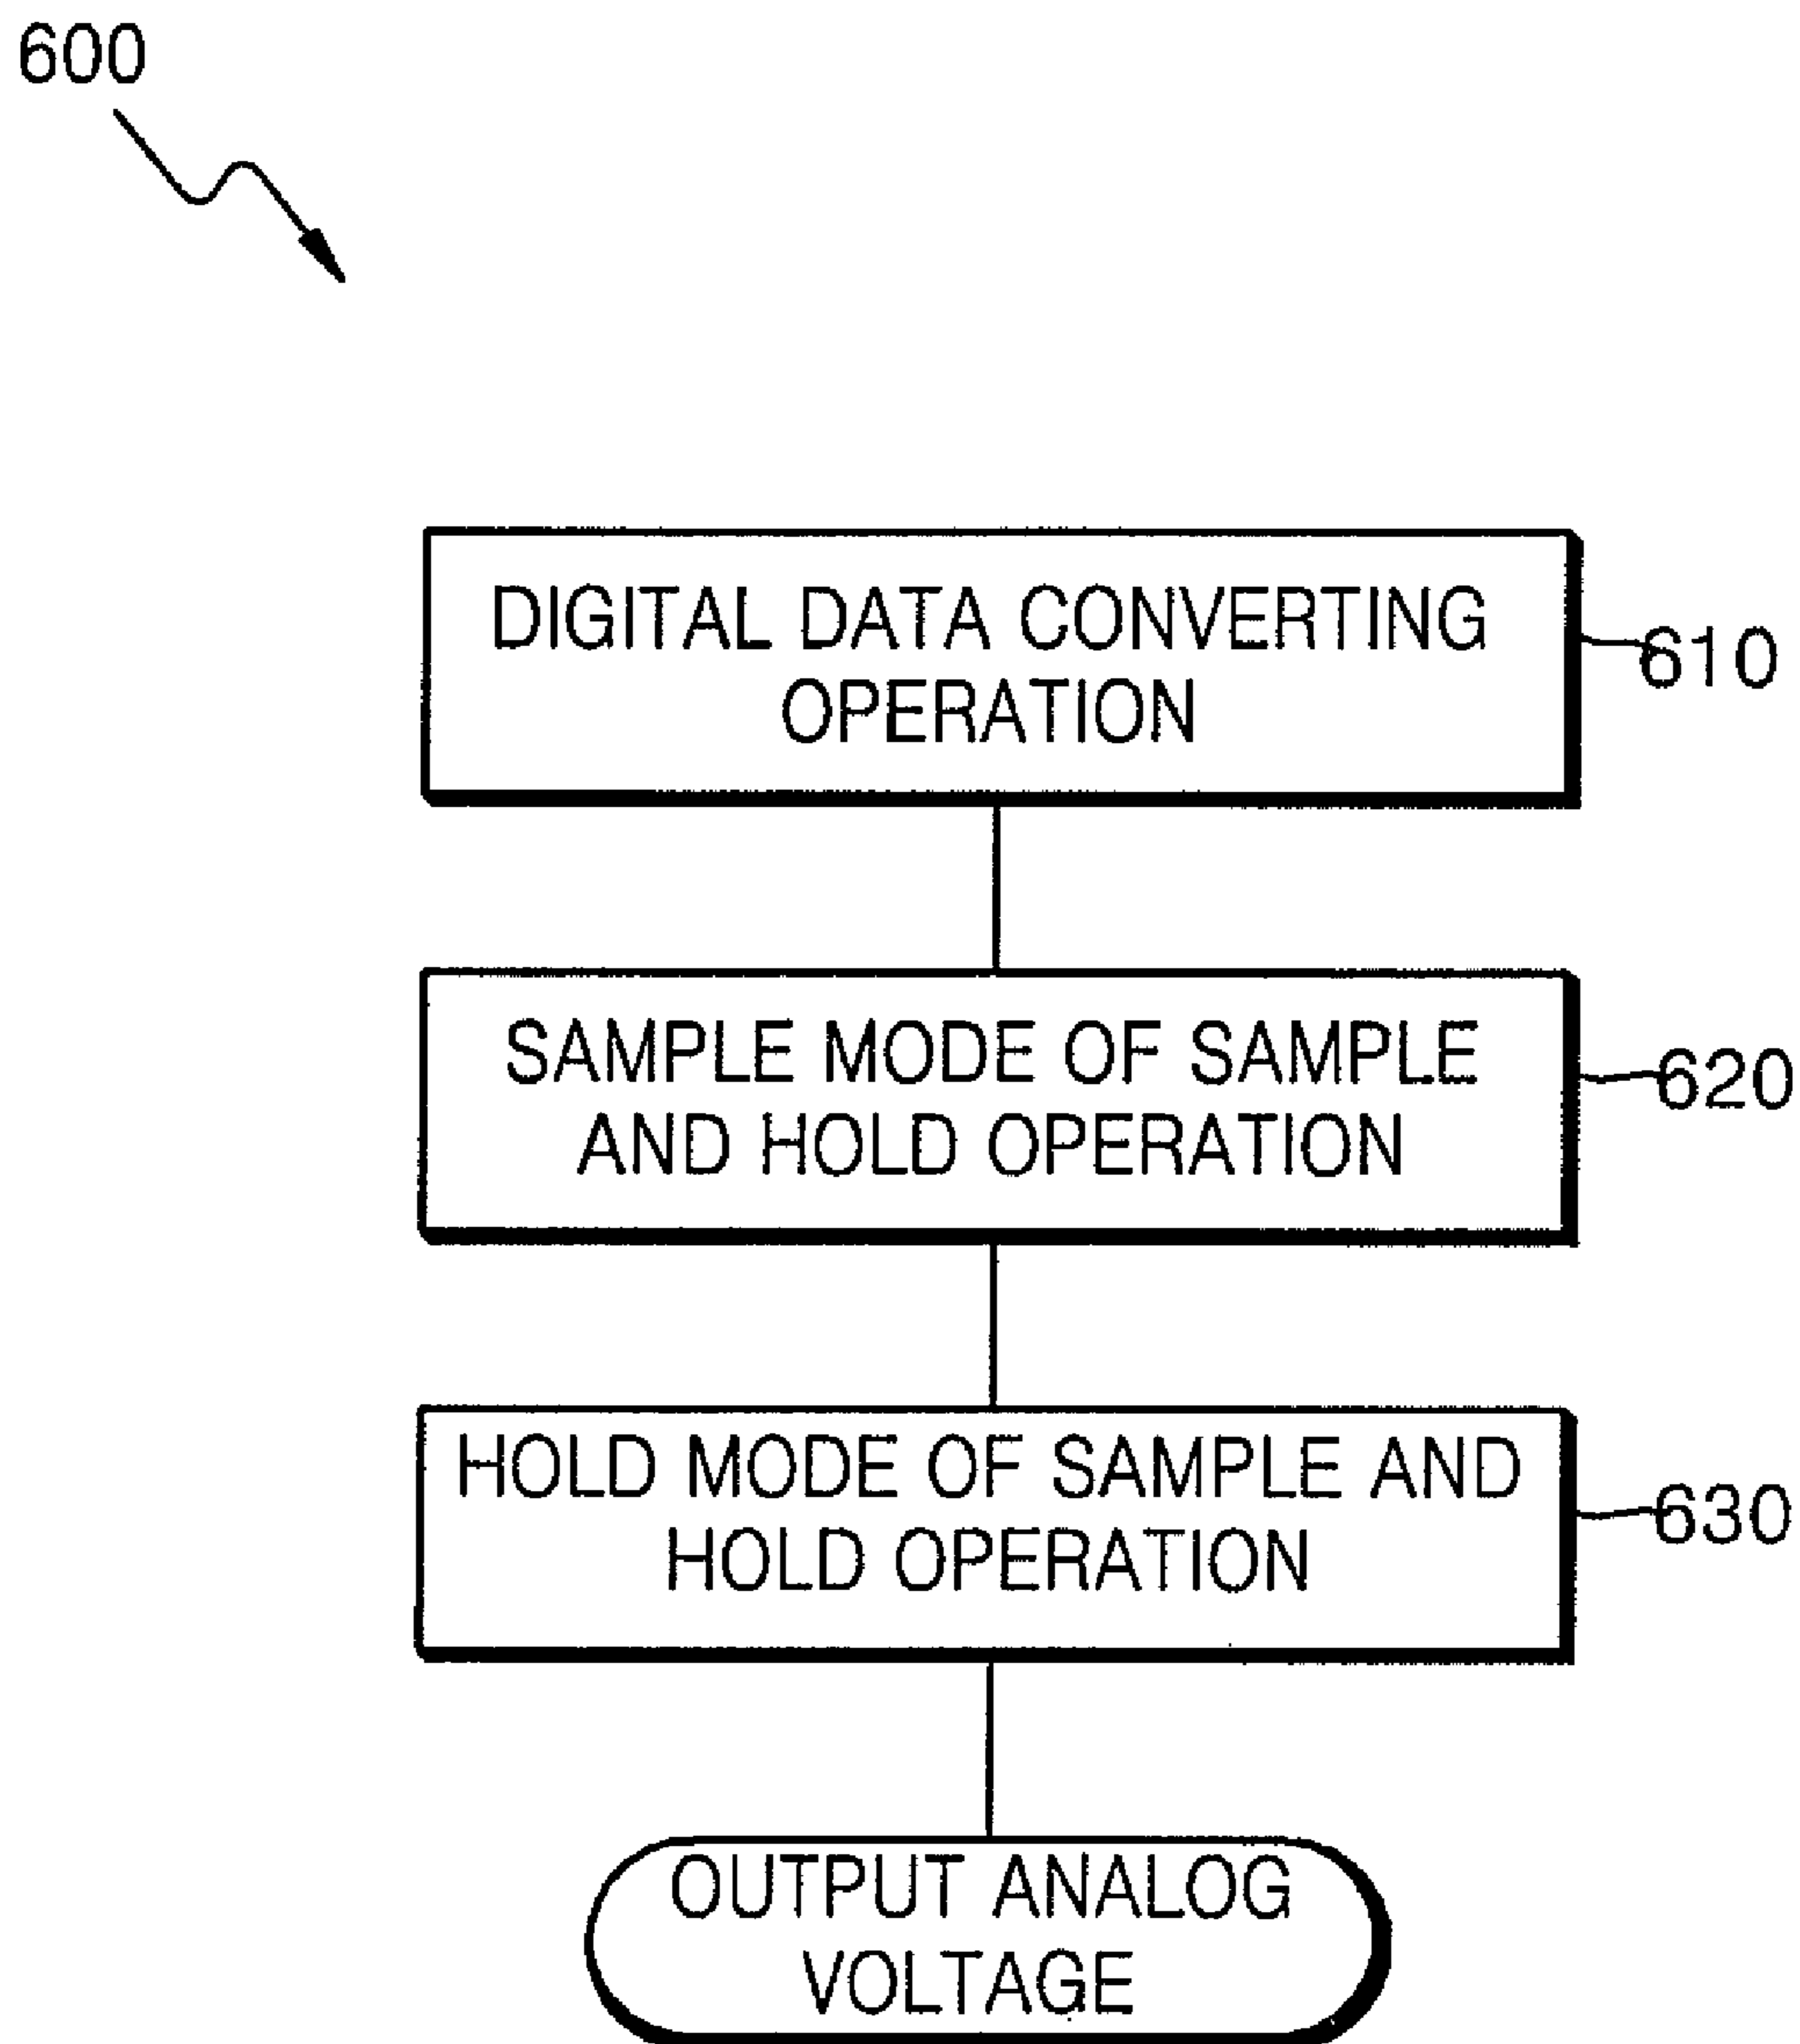 600
DIGITAL DATA CONVERTING
OPERATION
610
SAMPLE MODE OF SAMPLE
AND HOLD OPERATION
620
HOLD MODE OF SAMPLE AND
HOLD OPERATION
630
OUTPUT ANALOG
VOLTAGE